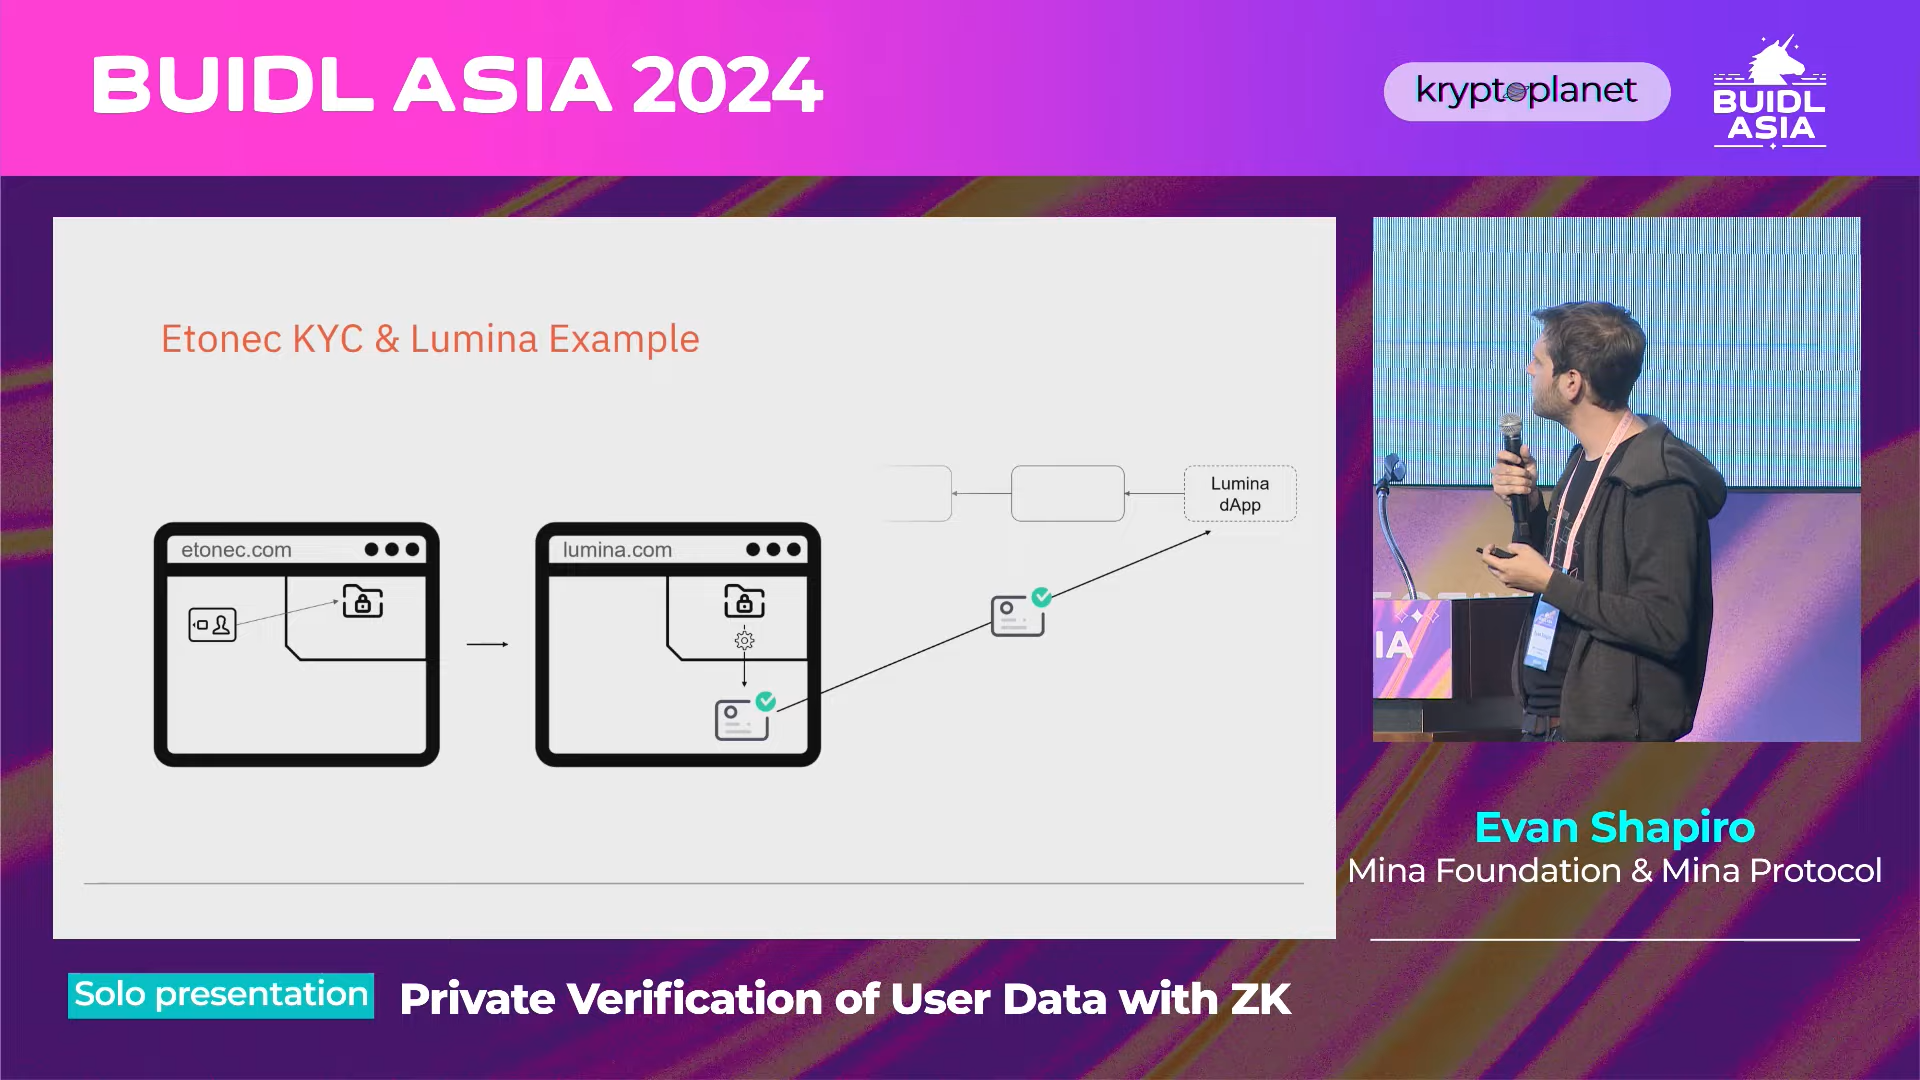 BUIDL ASIA 2024
kryptoplanet
BUIDL
ASIA
Etonec KYC & Lumina Example
Lumina
dApp
etonec.com
lumina.com
IA
Evan Shapiro
Mina Foundation & Mina Protocol
Solo presentation
Private Verification of User Data with ZK